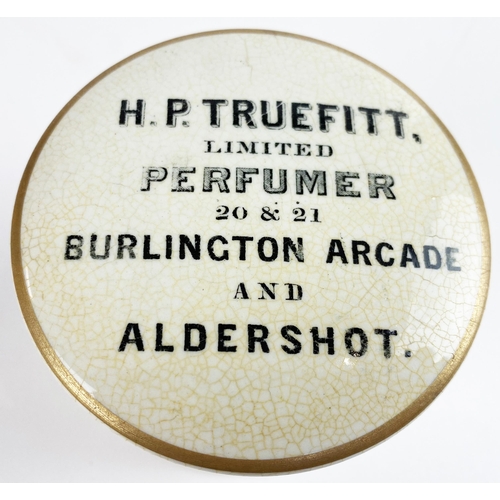 H. P. TRUEFITT,
LIMITED
PERFUMER
20 & 21
BURLINGTON ARCADE
AND
ALDERSHOT.